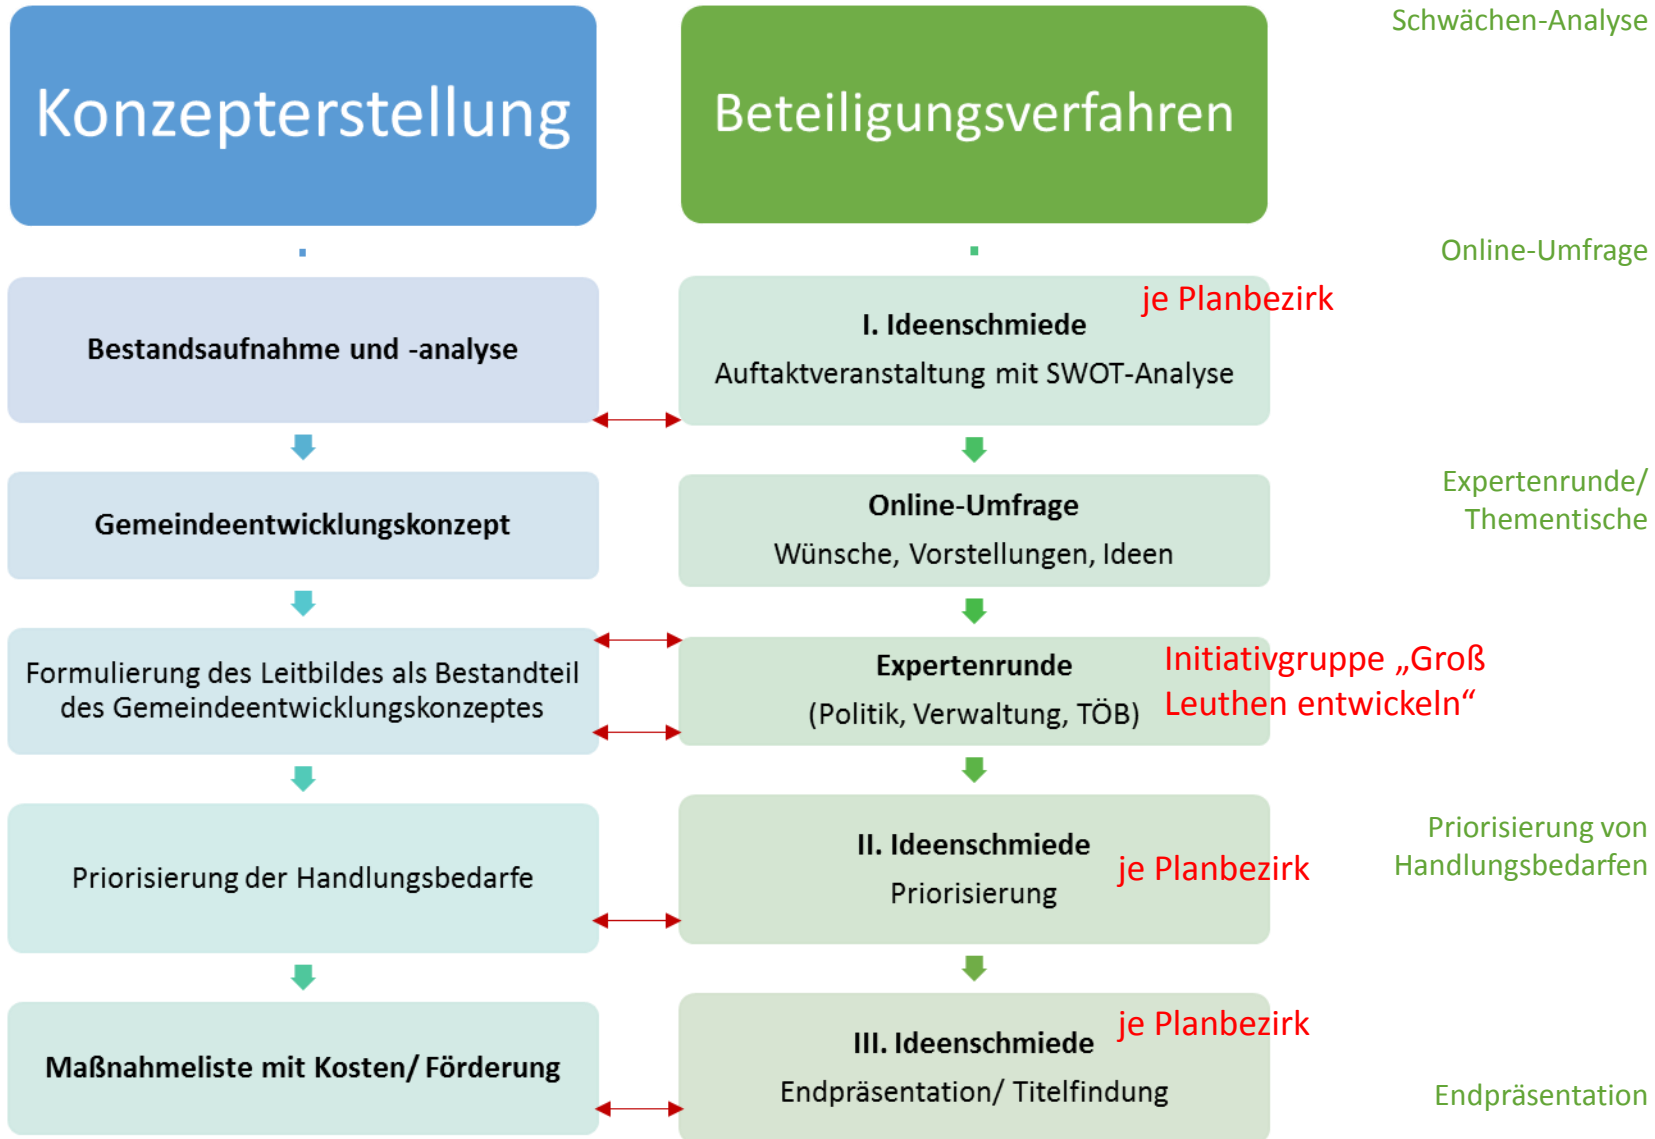 Konzepterstellung
Bestandsaufnahme und -analyse
Gemeindeentwicklungskonzept
Formulierung des Leitbildes als Bestandteil
des Gemeindeentwicklungskonzeptes
Priorisierung der Handlungsbedarfe
Maßnahmeliste mit Kosten/ Förderung
Beteiligungsverfahren
je Planbezirk
I. Ideenschmiede
Auftaktveranstaltung mit SWOT-Analyse
Online-Umfrage
Wünsche, Vorstellungen, Ideen
Expertenrunde
(Politik, Verwaltung, TÖB)
Initiativgruppe „Groß
Leuthen entwickeln“
II. Ideenschmiede
je Planbezirk
Priorisierung
je Planbezirk
III. Ideenschmiede
Endpräsentation/ Titelfindung
Schwächen-Analyse
Online-Umfrage
Expertenrunde/
Thementische
Priorisierung von
Handlungsbedarfen
Endpräsentation